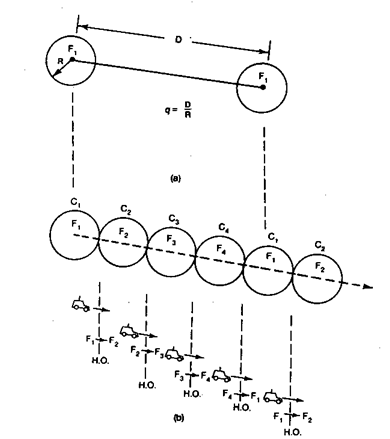 D
F₁
R
F₁
q = D/R
(a)
C₁ C₂ C₃ C₄ C₁ C₂
F₁ F₂ F₃ F₄ F₁ F₂
F₁ F₂
H.O.
F₂ F₃
H.O.
F₃ F₄
H.O.
F₄ F₁
H.O.
F₁ F₂
H.O.
(b)